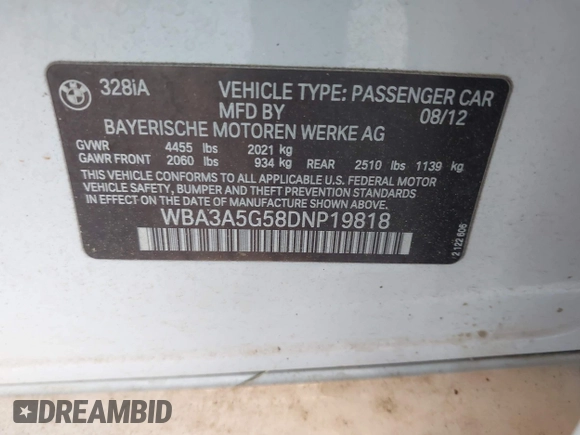 328iA VEHICLE TYPE: PASSENGER CAR
MFD BY 08/12
BAYERISCHE MOTOREN WERKE AG
GVWR 4455 lbs 2021 kg
GAWR FRONT 2060 lbs 934 kg REAR 2510 lbs 1139 kg
THIS VEHICLE CONFORMS TO ALL APPLICABLE U.S. FEDERAL MOTOR
VEHICLE SAFETY, BUMPER AND THEFT PREVENTION STANDARDS
IN EFFECT ON THE DATE OF MANUFACTURE SHOWN ABOVE
WBA3A5G58DNP19818
2 122 606
DREAMBID